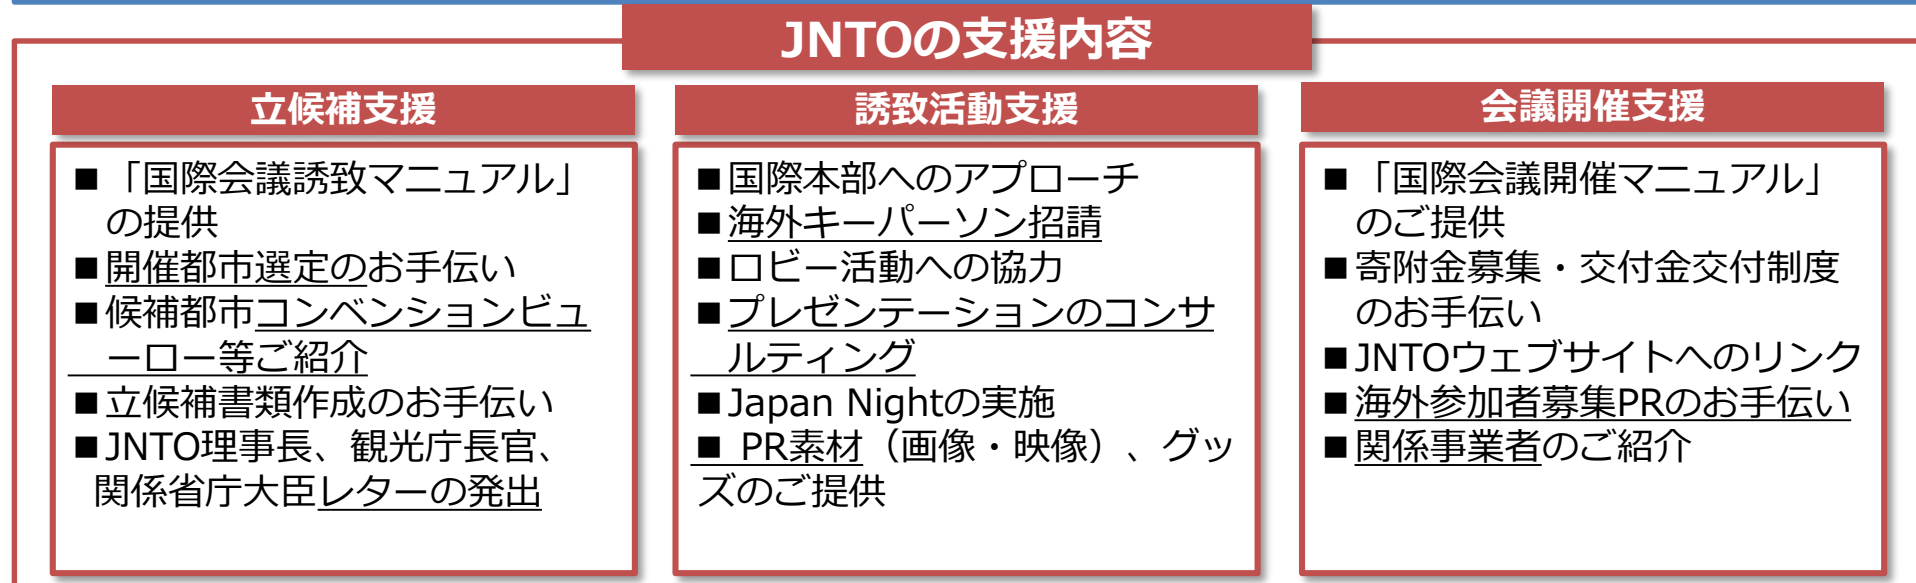 JNTOの支援内容
立候補支援
■「国際会議誘致マニュアル」
の提供
■開催都市選定のお手伝い
■候補都市コンベンションビュ
ーロー等ご紹介
■立候補書類作成のお手伝い
■JNTO理事長、観光庁長官、
関係省庁大臣レターの発出
誘致活動支援
■国際本部へのアプローチ
■海外キーパーソン招請
■ロビー活動への協力
■プレゼンテーションのコンサ
ルティング
■Japan Nightの実施
■ PR素材（画像・映像）、グッ
ズのご提供
会議開催支援
■「国際会議開催マニュアル」
のご提供
■寄附金募集・交付金交付制度
のお手伝い
■JNTOウェブサイトへのリンク
■海外参加者募集PRのお手伝い
■関係事業者のご紹介